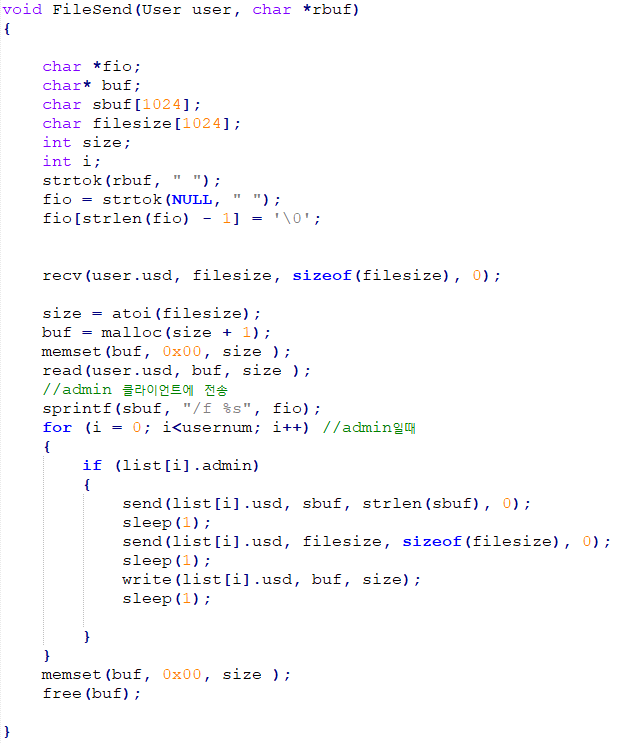 void FileSend(User user, char *rbuf)
{
char *fio;
char* buf;
char sbuf[1024];
char filesize[1024];
int size;
int i;
strtok(rbuf, " ");
fio = strtok(NULL, " ");
fio[strlen(fio) - 1] = '\0';
recv(user.usd, filesize, sizeof(filesize), 0);
size = atoi(filesize);
buf = malloc(size + 1);
memset(buf, 0x00, size );
read(user.usd, buf, size );
//admin 클라이언트에 전송
sprintf(sbuf, "/f %s", fio);
for (i = 0; i<usernum; i++) //admin일때
{
if (list[i].admin)
{
send(list[i].usd, sbuf, strlen(sbuf), 0);
sleep(1);
send(list[i].usd, filesize, sizeof(filesize), 0);
sleep(1);
write(list[i].usd, buf, size);
sleep(1);
}
}
memset(buf, 0x00, size );
free(buf);
}